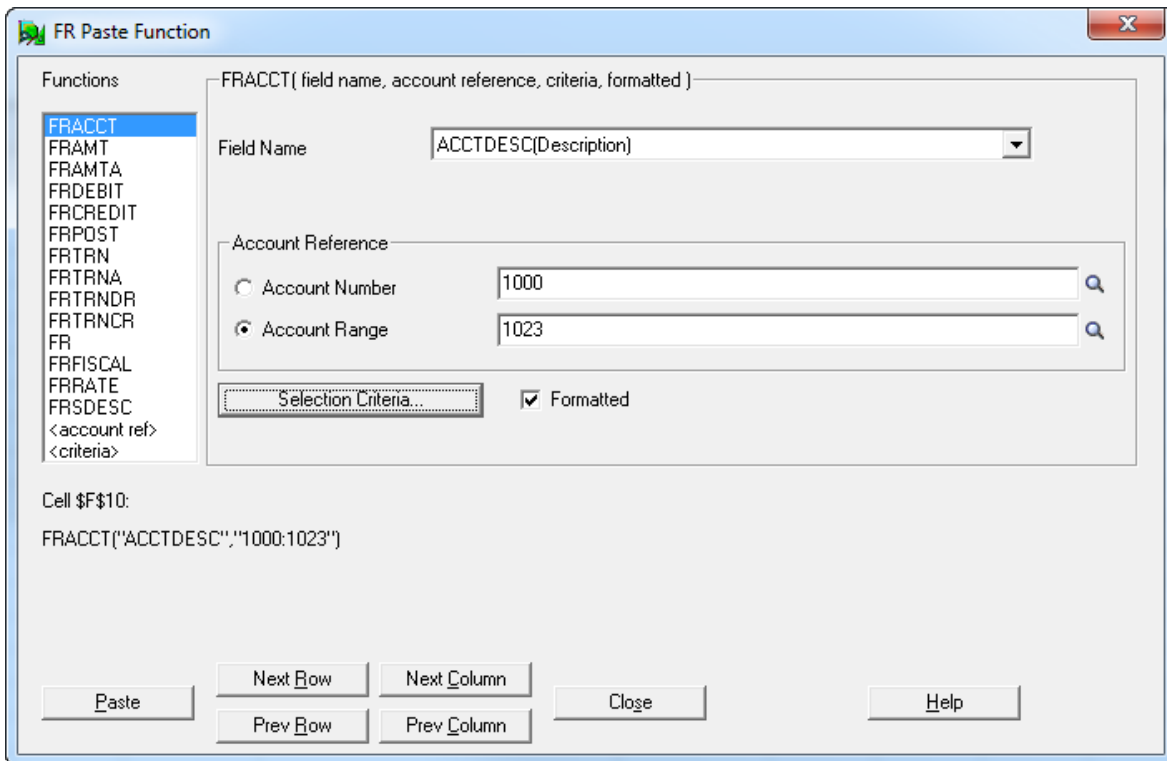 FR Paste Function
Functions
FRACCT( field name, account reference, criteria, formatted )
FRACCT
FRAMT
FRAMTA
FRDEBIT
FRCREDIT
FRPOST
FRTRN
FRTRNA
FRTRNDR
FRTRNCR
FR
FRFISCAL
FRRATE
FRSDESC
<account ref>
<criteria>
Field Name ACCTDESC(Description)
Account Reference
Account Number 1000
Account Range 1023
Selection Criteria... Formatted
Cell $F$10:
FRACCT("ACCTDESC","1000:1023")
Paste
Next Row Next Column
Prev Row Prev Column
Close
Help